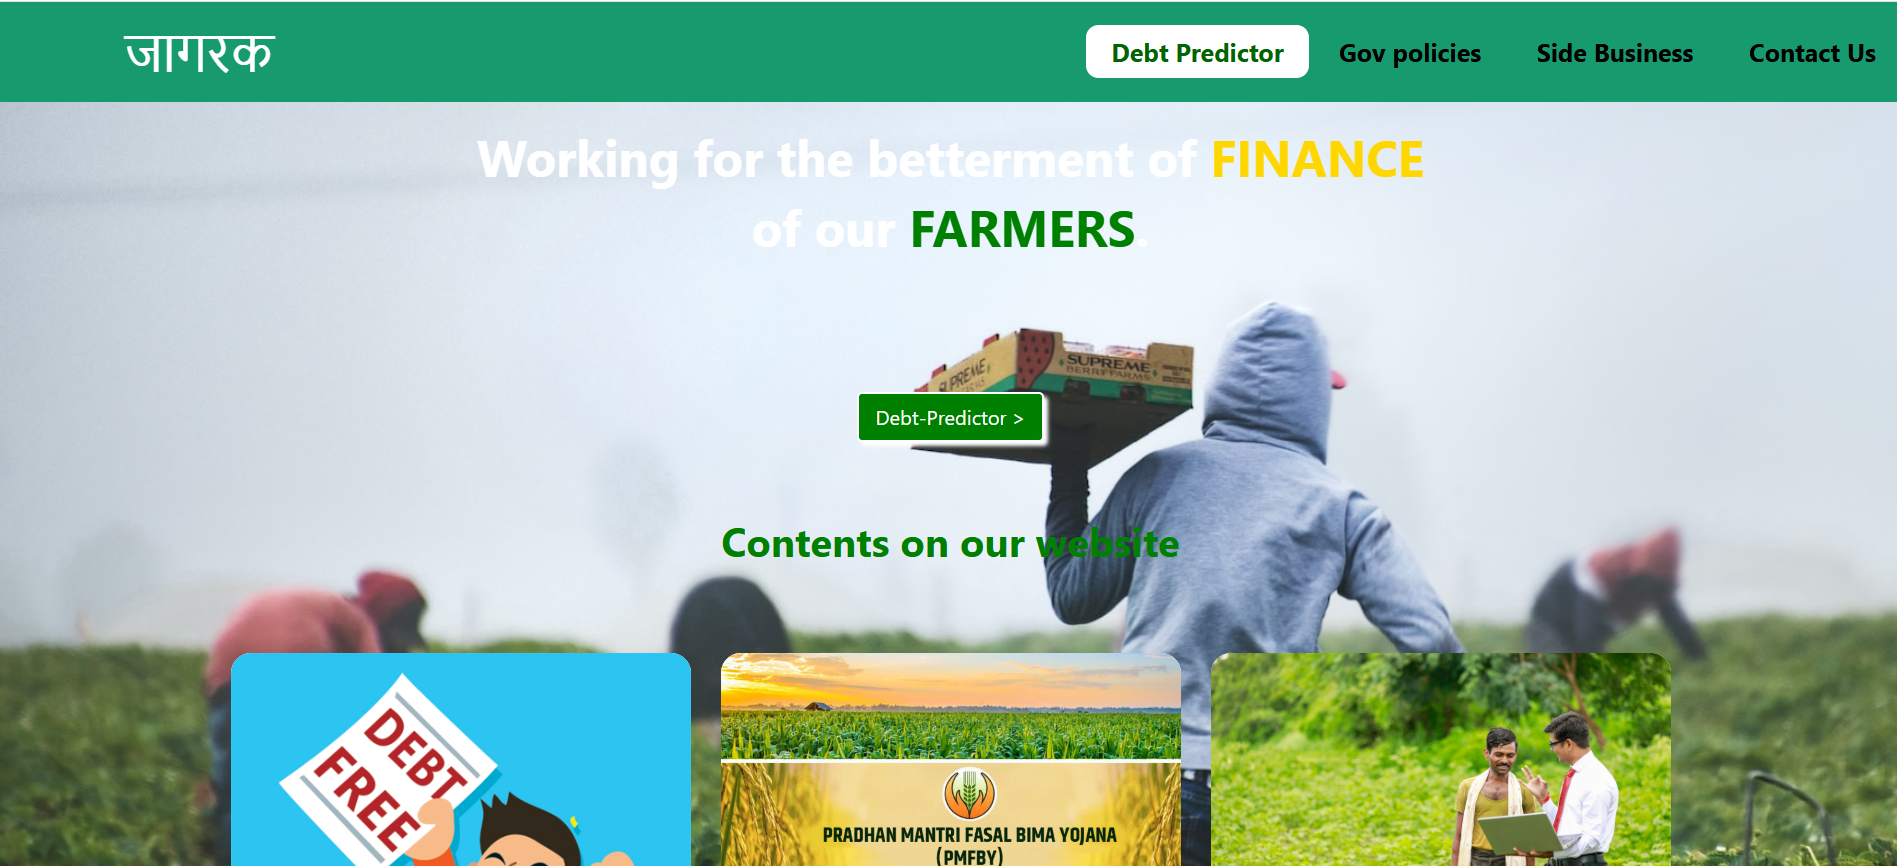 जागरक
Debt Predictor
Gov policies
Side Business
Contact Us
Working for the betterment of FINANCE
of our FARMERS.
SUPREME
SUPREME
BERRY FARMS
Debt-Predictor >
Contents on our website
DEBT
FREE
PRADHAN MANTRI FASAL BIMA YOJANA
(PMFBY)